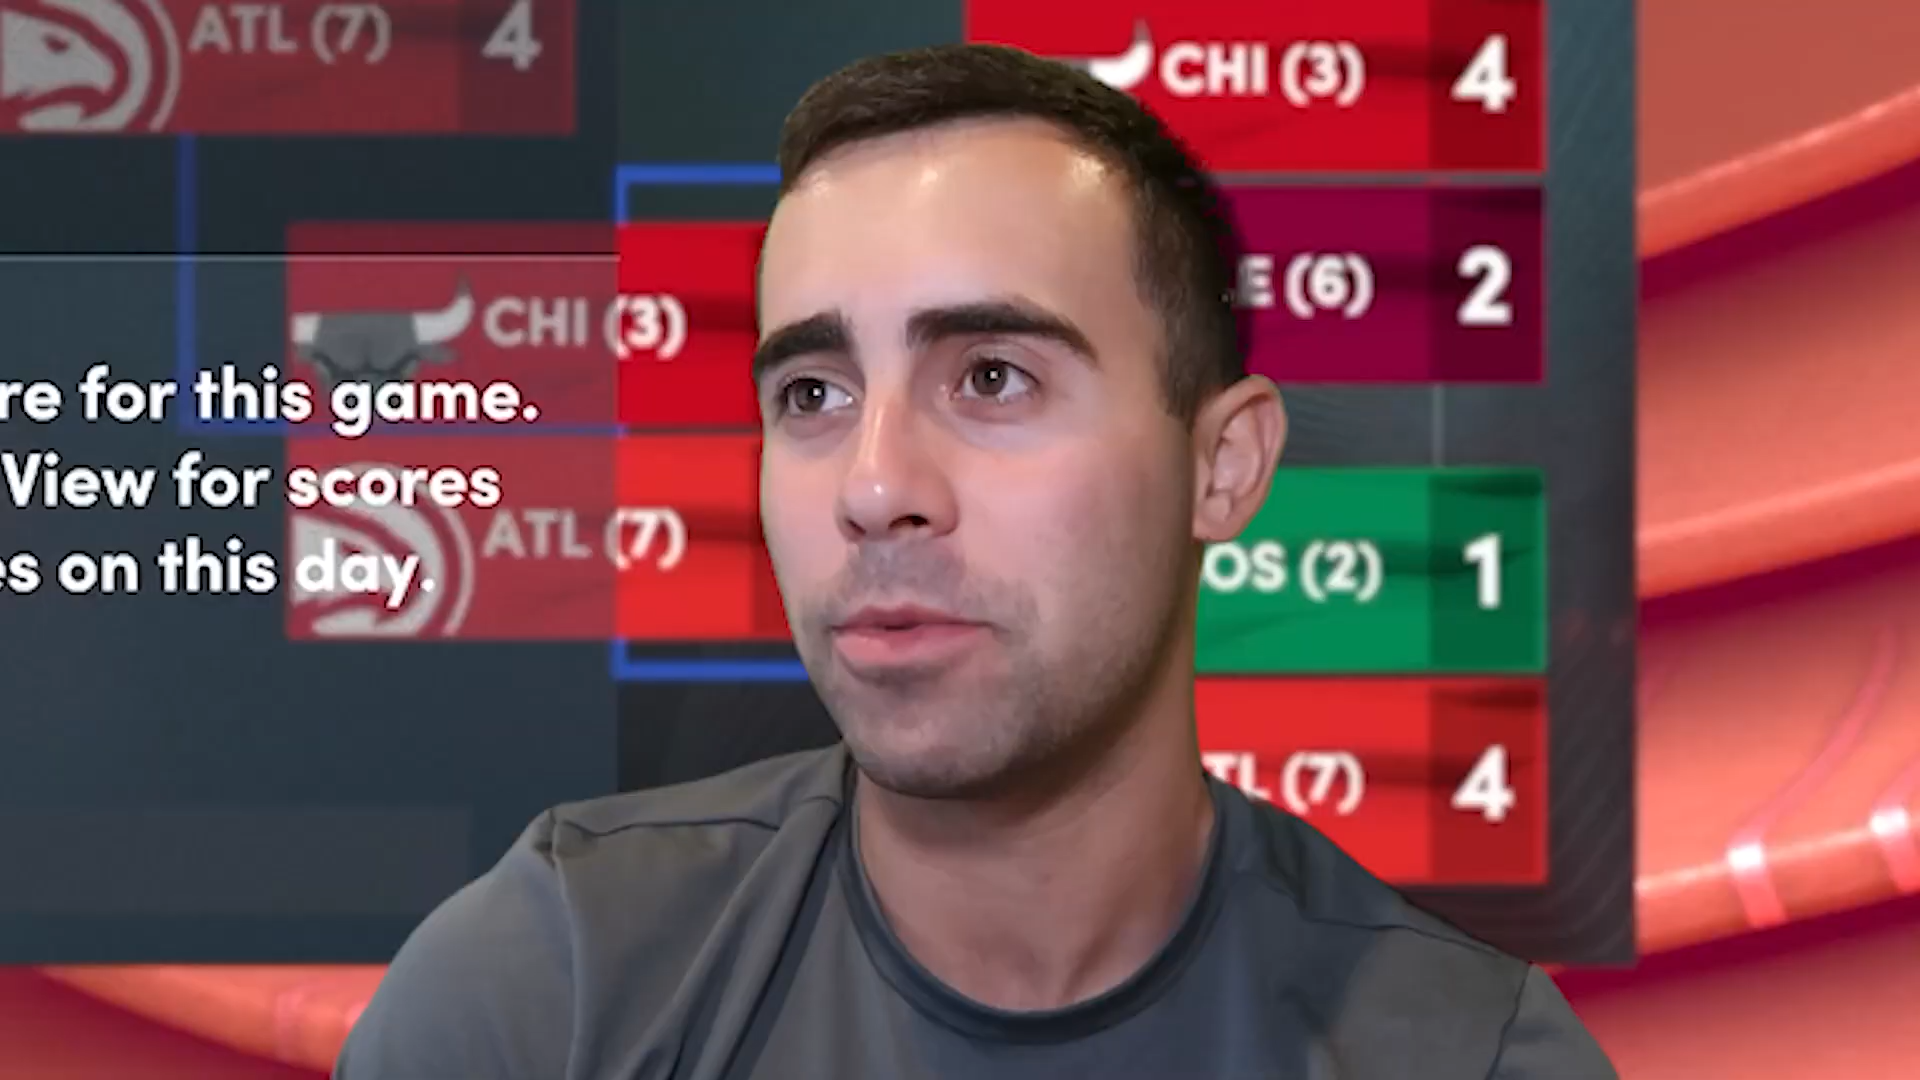 ATL (7) 4
CHI (3) 4
E (6) 2
CHI (3)
re for this game.
View for scores
ATL (7)
OS (2) 1
es on this day.
TL (7) 4